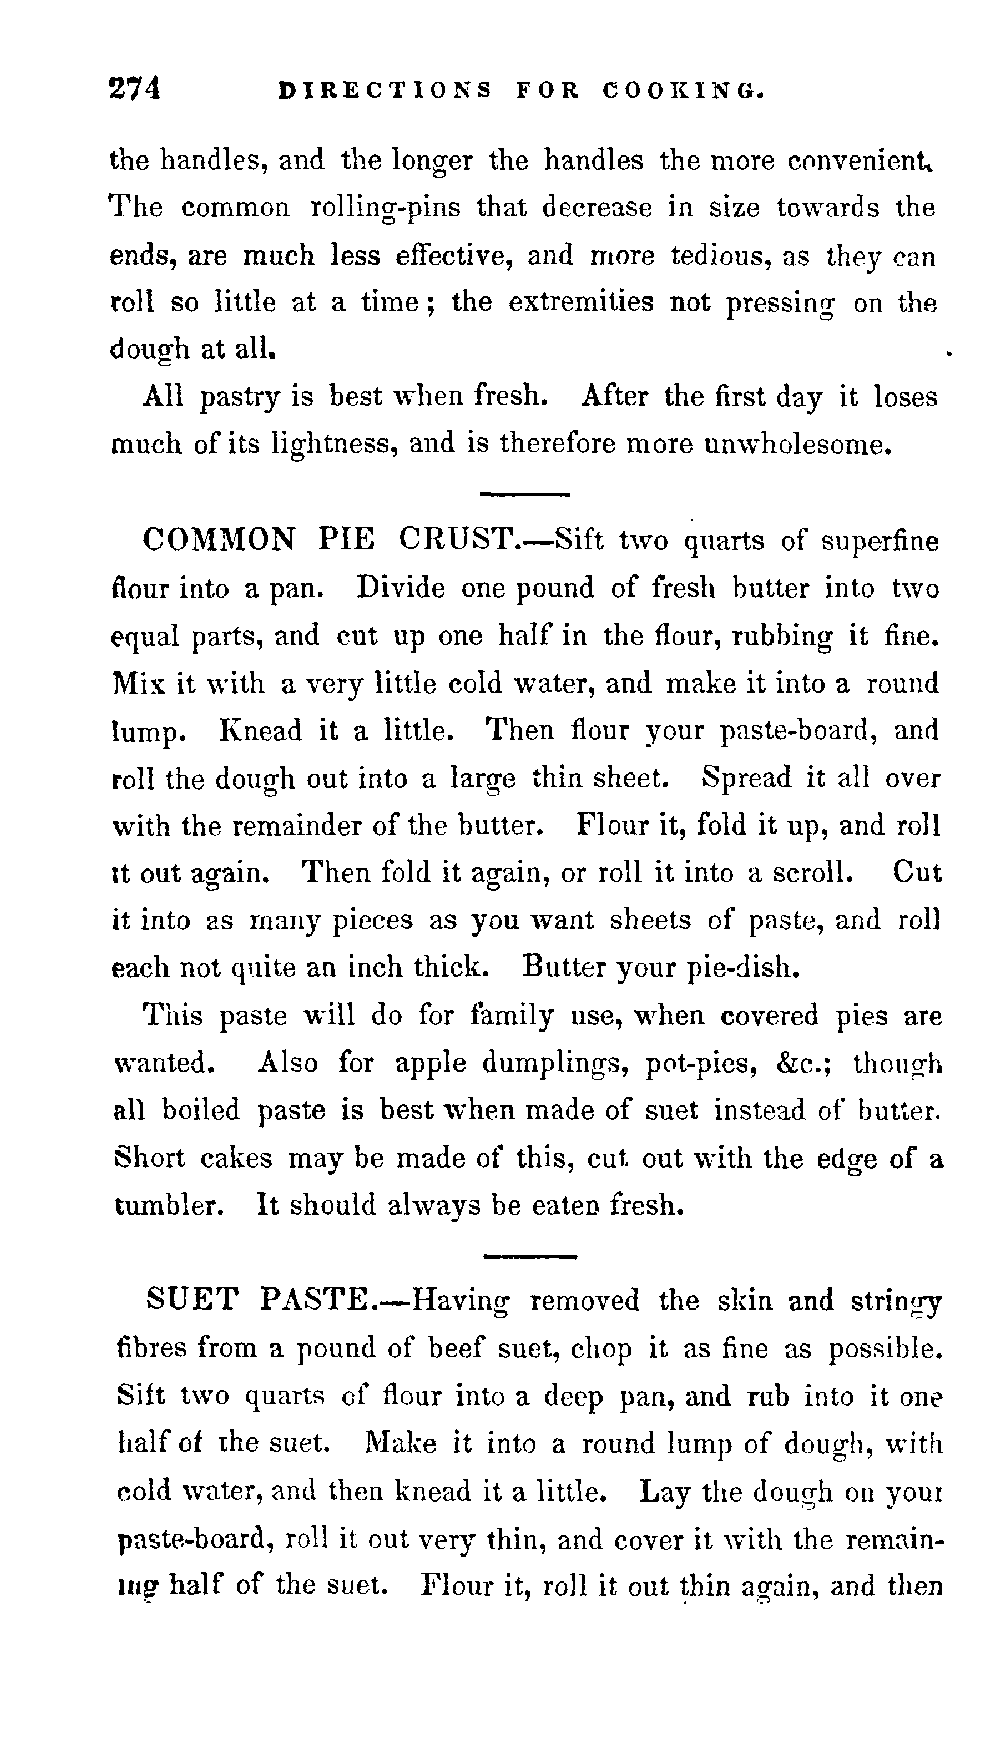 274 DIRECTIONS FOR COOKING.
the handles, and the longer the handles the more convenient.
The common rolling-pins that decrease in size towards the
ends, are much less effective, and more tedious, as they can
roll so little at a time; the extremities not pressing on the
dough at all.
All pastry is best when fresh. After the first day it loses
much of its lightness, and is therefore more unwholesome.
COMMON PIE CRUST.—Sift two quarts of superfine
flour into a pan. Divide one pound of fresh butter into two
equal parts, and cut up one half in the flour, rubbing it fine.
Mix it with a very little cold water, and make it into a round
lump. Knead it a little. Then flour your paste-board, and
roll the dough out into a large thin sheet. Spread it all over
with the remainder of the butter. Flour it, fold it up, and roll
it out again. Then fold it again, or roll it into a scroll. Cut
it into as many pieces as you want sheets of paste, and roll
each not quite an inch thick. Butter your pie-dish.
This paste will do for family use, when covered pies are
wanted. Also for apple dumplings, pot-pies, &c.; though
all boiled paste is best when made of suet instead of butter.
Short cakes may be made of this, cut out with the edge of a
tumbler. It should always be eaten fresh.
SUET PASTE.—Having removed the skin and stringy
fibres from a pound of beef suet, chop it as fine as possible.
Sift two quarts of flour into a deep pan, and rub into it one
half of the suet. Make it into a round lump of dough, with
cold water, and then knead it a little. Lay the dough on your
paste-board, roll it out very thin, and cover it with the remain-
ing half of the suet. Flour it, roll it out thin again, and then